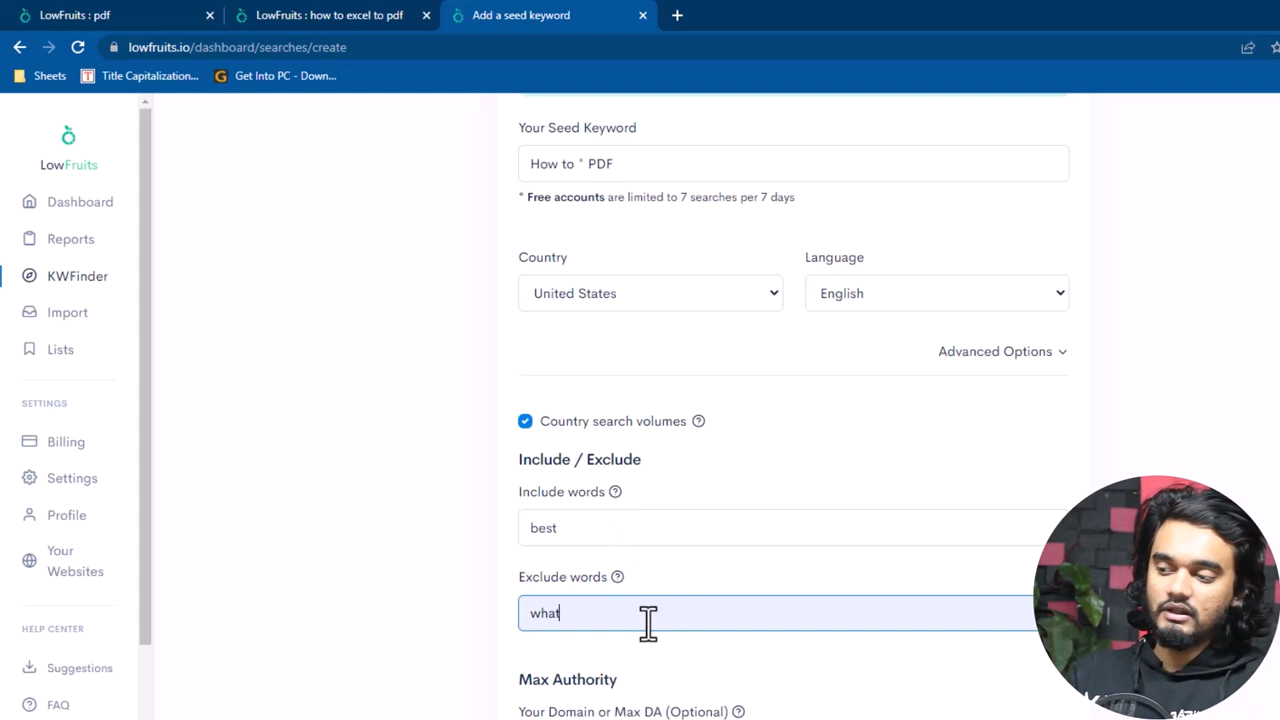 LowFruits : pdf
LowFruits : how to excel to pdf
Add a seed keyword
lowfruits.io/dashboard/searches/create
Sheets
Title Capitalization...
Get Into PC - Down...
LowFruits
Dashboard
Reports
KWFinder
Import
Lists
SETTINGS
Billing
Settings
Profile
Your
Websites
HELP CENTER
Suggestions
FAQ
Your Seed Keyword
How to * PDF
* Free accounts are limited to 7 searches per 7 days
Country
Language
United States
English
Advanced Options
Country search volumes
Include / Exclude
Include words
best
Exclude words
what
Max Authority
Your Domain or Max DA (Optional)